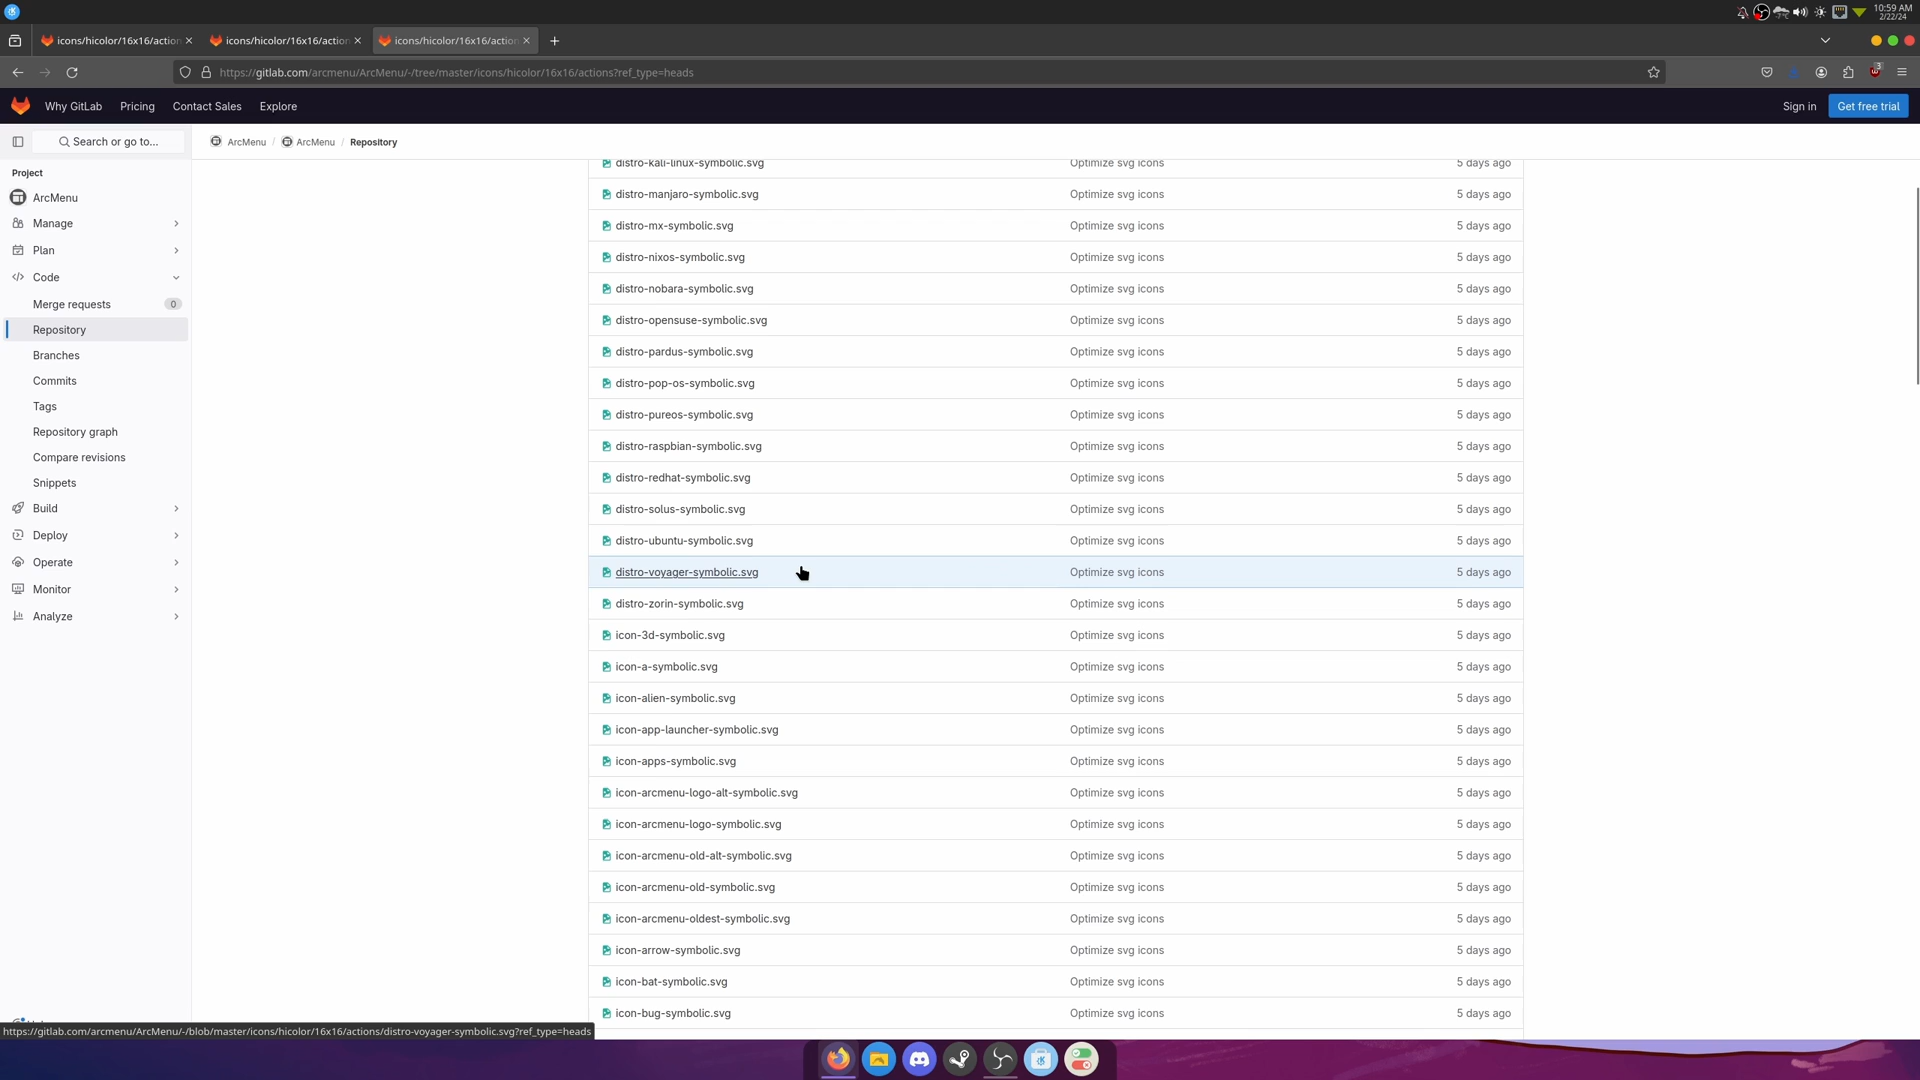 10:59 AM
2/22/24
icons/hicolor/16x16/action
icons/hicolor/16x16/action
icons/hicolor/16x16/action
https://gitlab.com/arcmenu/ArcMenu/-/tree/master/icons/hicolor/16x16/actions?ref_type=heads
3
Why GitLab
Pricing
Contact Sales
Explore
Sign in
Get free trial
Search or go to...
ArcMenu / ArcMenu / Repository
Project
ArcMenu
Manage
Plan
Code
Merge requests 0
Repository
Branches
Commits
Tags
Repository graph
Compare revisions
Snippets
Build
Deploy
Operate
Monitor
Analyze
distro-kali-linux-symbolic.svg Optimize svg icons 5 days ago
distro-manjaro-symbolic.svg Optimize svg icons 5 days ago
distro-mx-symbolic.svg Optimize svg icons 5 days ago
distro-nixos-symbolic.svg Optimize svg icons 5 days ago
distro-nobara-symbolic.svg Optimize svg icons 5 days ago
distro-opensuse-symbolic.svg Optimize svg icons 5 days ago
distro-pardus-symbolic.svg Optimize svg icons 5 days ago
distro-pop-os-symbolic.svg Optimize svg icons 5 days ago
distro-pureos-symbolic.svg Optimize svg icons 5 days ago
distro-raspbian-symbolic.svg Optimize svg icons 5 days ago
distro-redhat-symbolic.svg Optimize svg icons 5 days ago
distro-solus-symbolic.svg Optimize svg icons 5 days ago
distro-ubuntu-symbolic.svg Optimize svg icons 5 days ago
distro-voyager-symbolic.svg Optimize svg icons 5 days ago
distro-zorin-symbolic.svg Optimize svg icons 5 days ago
icon-3d-symbolic.svg Optimize svg icons 5 days ago
icon-a-symbolic.svg Optimize svg icons 5 days ago
icon-alien-symbolic.svg Optimize svg icons 5 days ago
icon-app-launcher-symbolic.svg Optimize svg icons 5 days ago
icon-apps-symbolic.svg Optimize svg icons 5 days ago
icon-arcmenu-logo-alt-symbolic.svg Optimize svg icons 5 days ago
icon-arcmenu-logo-symbolic.svg Optimize svg icons 5 days ago
icon-arcmenu-old-alt-symbolic.svg Optimize svg icons 5 days ago
icon-arcmenu-old-symbolic.svg Optimize svg icons 5 days ago
icon-arcmenu-oldest-symbolic.svg Optimize svg icons 5 days ago
icon-arrow-symbolic.svg Optimize svg icons 5 days ago
icon-bat-symbolic.svg Optimize svg icons 5 days ago
icon-bug-symbolic.svg Optimize svg icons 5 days ago
https://gitlab.com/arcmenu/ArcMenu/-/blob/master/icons/hicolor/16x16/actions/distro-voyager-symbolic.svg?ref_type=heads